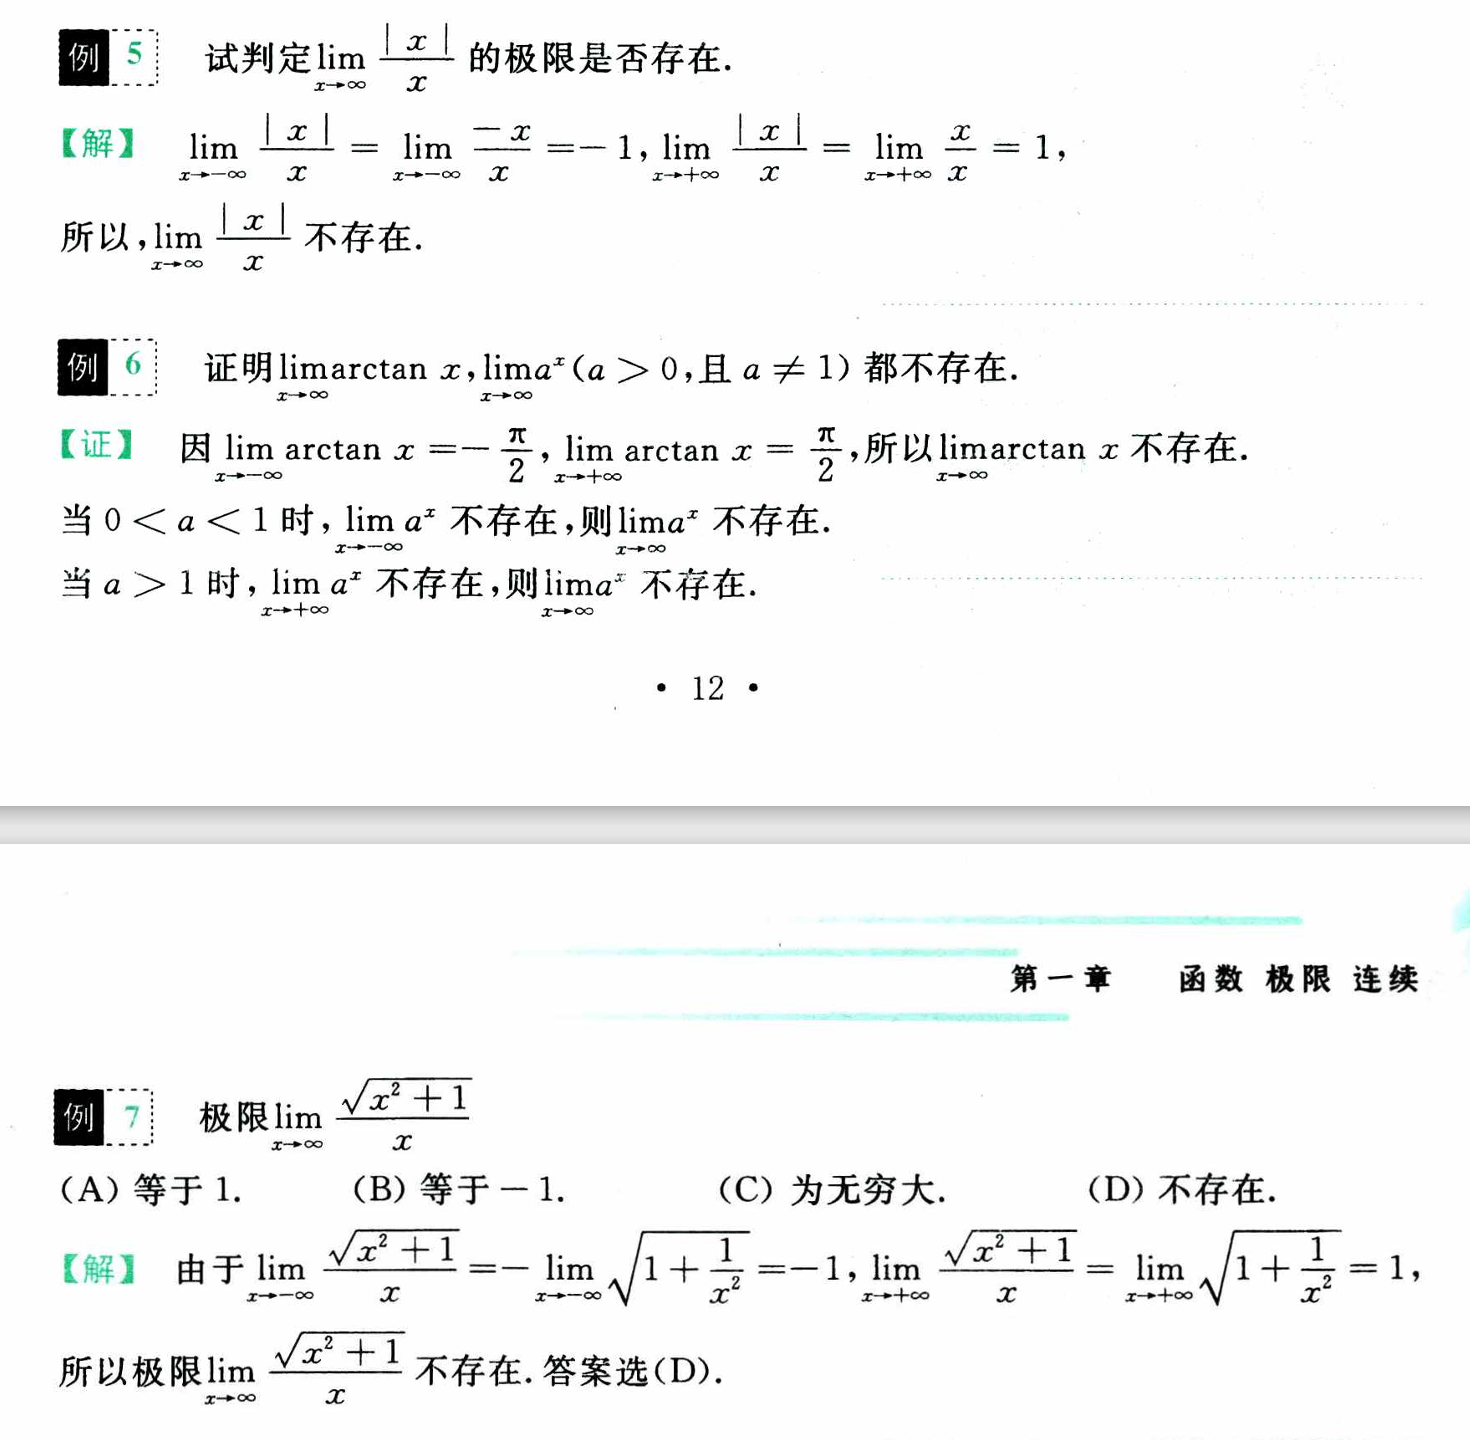 例 5 试判定$\lim\limits_{x\to\infty}\frac{|x|}{x}$的极限是否存在.
【解】 $\lim\limits_{x\to-\infty}\frac{|x|}{x}=\lim\limits_{x\to-\infty}\frac{-x}{x}=-1,\lim\limits_{x\to+\infty}\frac{|x|}{x}=\lim\limits_{x\to+\infty}\frac{x}{x}=1,$
所以,$\lim\limits_{x\to\infty}\frac{|x|}{x}$不存在.
例 6 证明$\lim\limits_{x\to\infty}\arctan x,\lim\limits_{x\to\infty}a^x(a>0,且 a\neq 1)$都不存在.
【证】 因$\lim\limits_{x\to-\infty}\arctan x=-\frac{\pi}{2},\lim\limits_{x\to+\infty}\arctan x=\frac{\pi}{2}$,所以$\lim\limits_{x\to\infty}\arctan x$不存在.
当$0<a<1$时,$\lim\limits_{x\to-\infty}a^x$不存在,则$\lim\limits_{x\to\infty}a^x$不存在.
当$a>1$时,$\lim\limits_{x\to+\infty}a^x$不存在,则$\lim\limits_{x\to\infty}a^x$不存在.
• 12 •
第一章 函数 极限 连续
例 7 极限$\lim\limits_{x\to\infty}\frac{\sqrt{x^2+1}}{x}$
(A) 等于 1. (B) 等于 -1. (C) 为无穷大. (D) 不存在.
【解】 由于$\lim\limits_{x\to-\infty}\frac{\sqrt{x^2+1}}{x}=-\lim\limits_{x\to-\infty}\sqrt{1+\frac{1}{x^2}}=-1,\lim\limits_{x\to+\infty}\frac{\sqrt{x^2+1}}{x}=\lim\limits_{x\to+\infty}\sqrt{1+\frac{1}{x^2}}=1,$
所以极限$\lim\limits_{x\to\infty}\frac{\sqrt{x^2+1}}{x}$不存在.答案选(D).